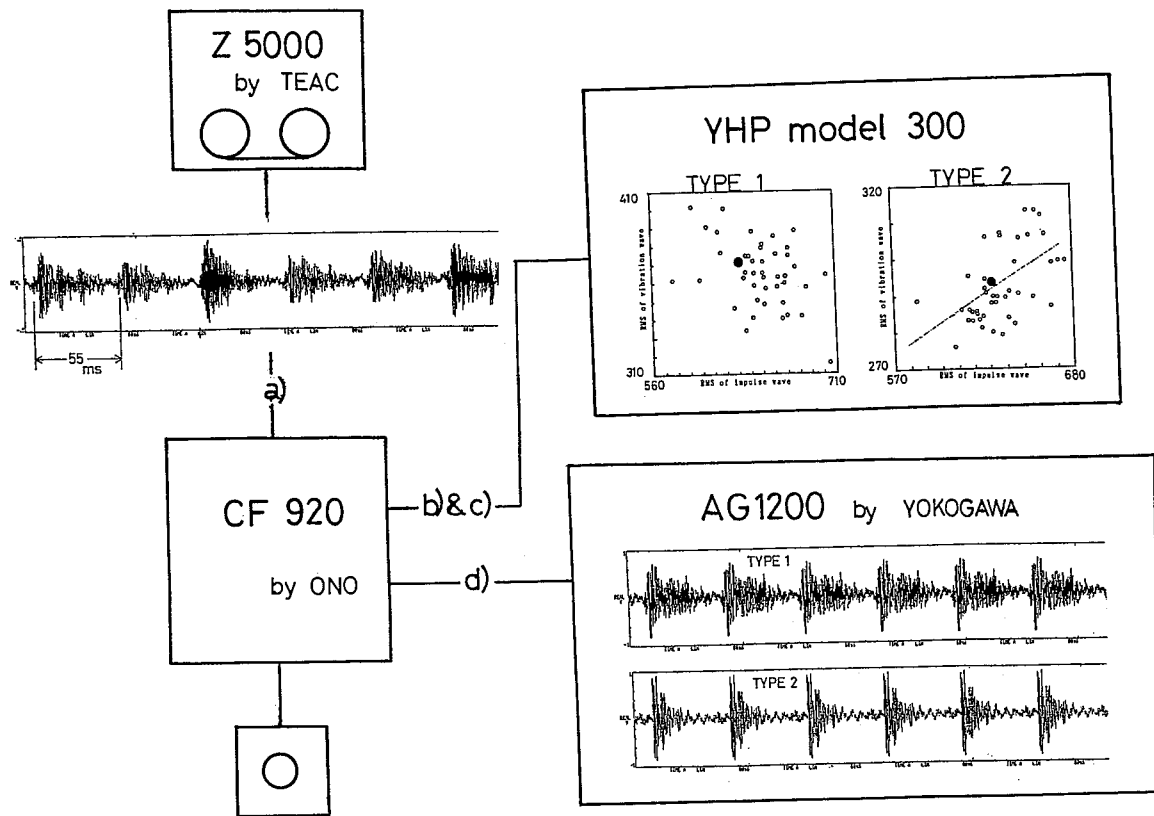 Z 5000
by TEAC
55
ms
a)
CF 920
by ONO
b)&c)
d)
YHP model 300
TYPE 1
410
310
560
710
RMS of vibration wave
RMS of impulse wave
TYPE 2
320
270
570
680
RMS of vibration wave
RMS of impulse wave
AG1200 by YOKOGAWA
TYPE 1
TYPE 2